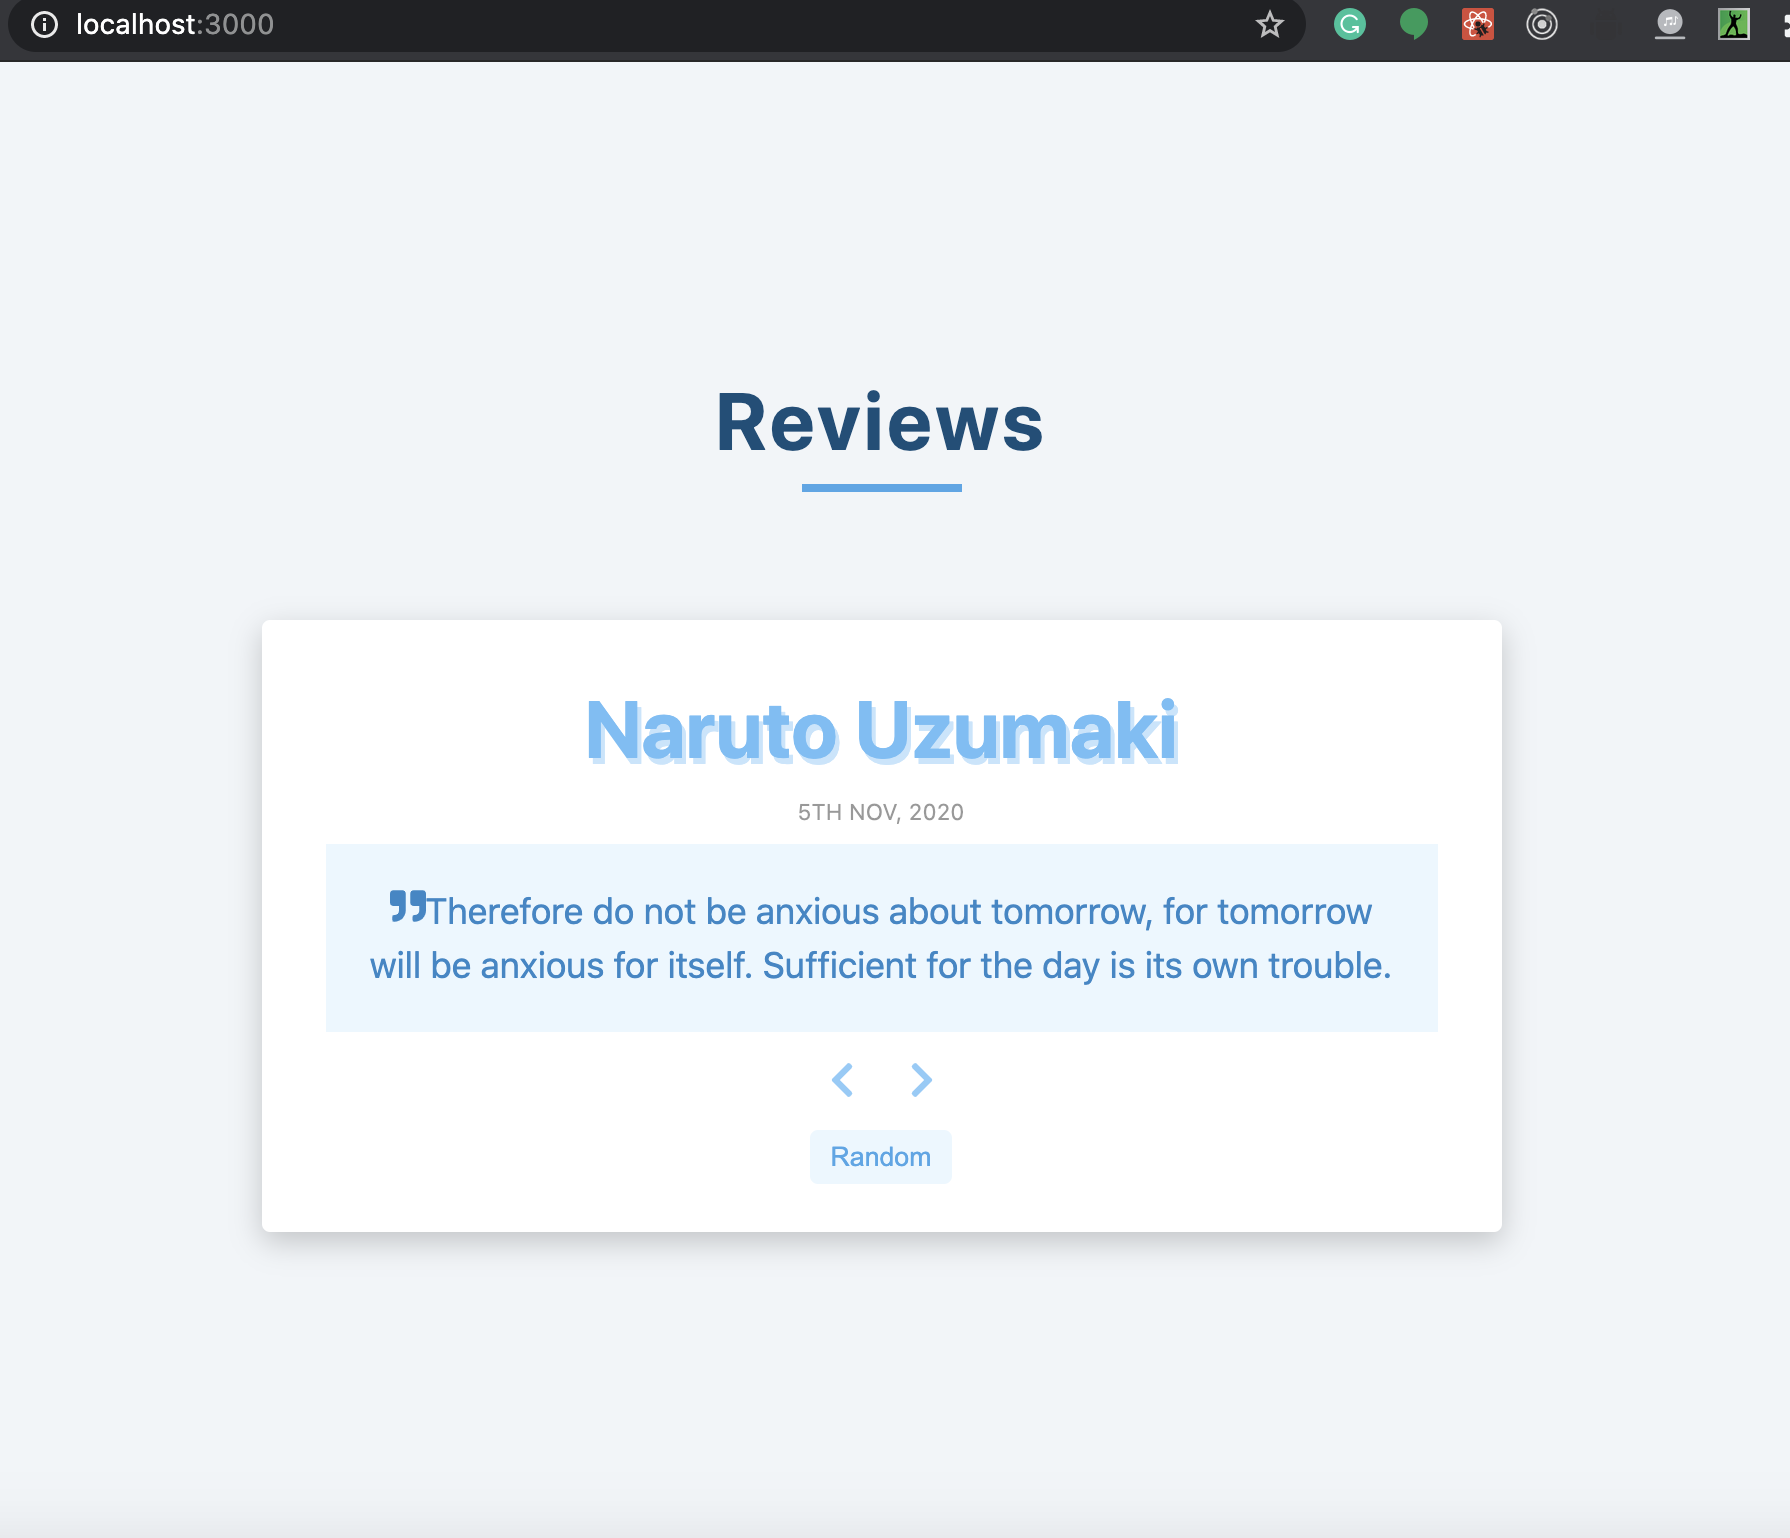 localhost:3000
Reviews
Naruto Uzumaki
5TH NOV, 2020
”Therefore do not be anxious about tomorrow, for tomorrow
will be anxious for itself. Sufficient for the day is its own trouble.
Random